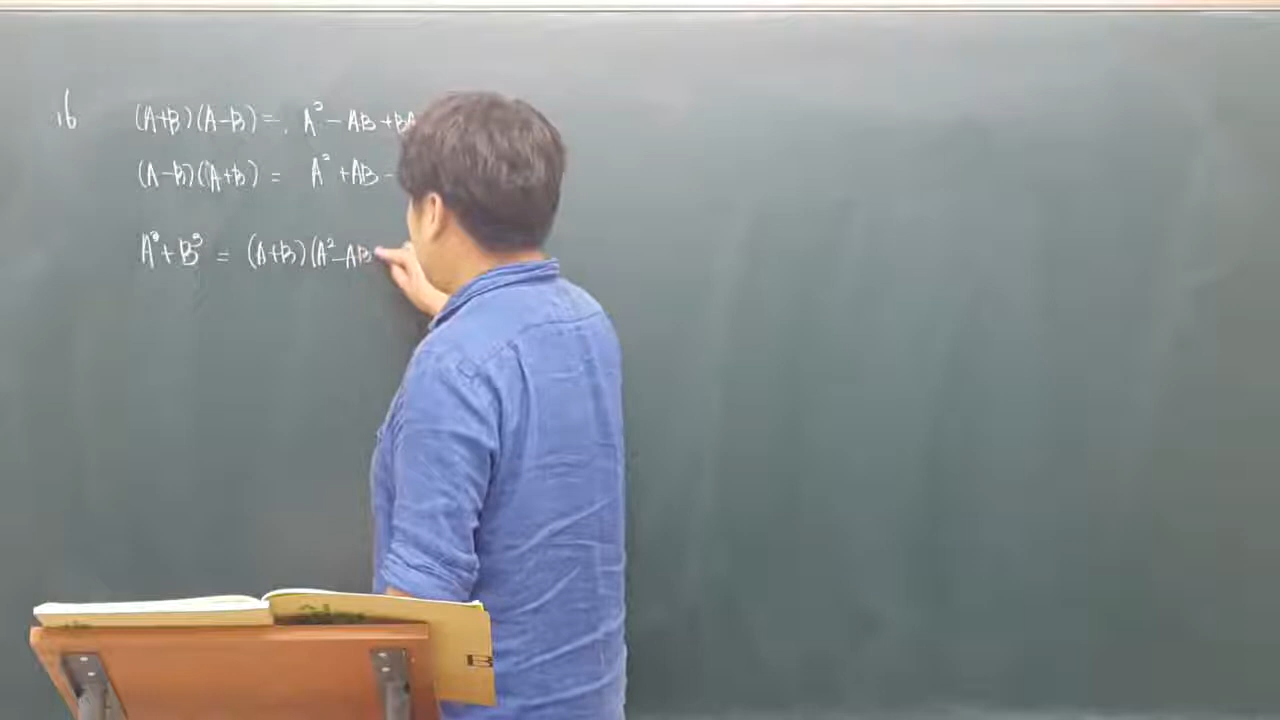 16 (A+B)(A-B) = A² - AB + BA
(A-B)(A+B) = A² + AB -
A³ + B³ = (A+B)(A² - AB
B